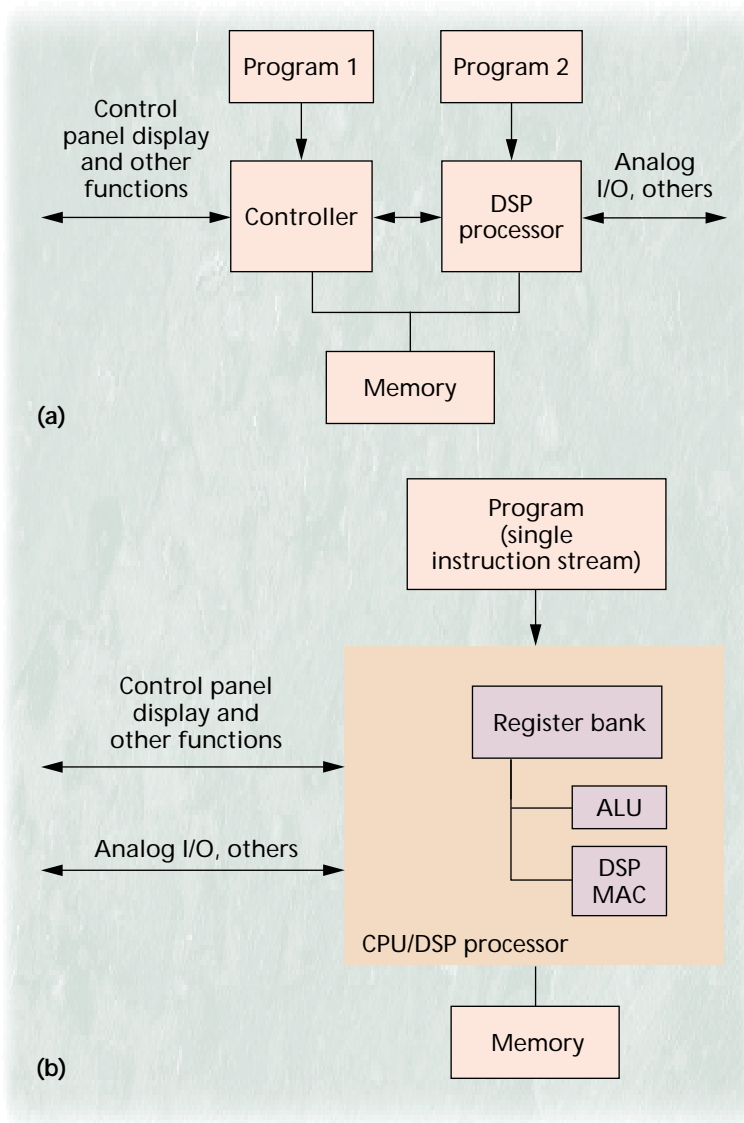 Program 1
Program 2
Control
panel display
and other
functions
Controller
DSP
processor
Analog
I/O, others
Memory
(a)
Program
(single
instruction stream)
Control panel
display and
other functions
Register bank
ALU
Analog I/O, others
DSP
MAC
CPU/DSP processor
Memory
(b)